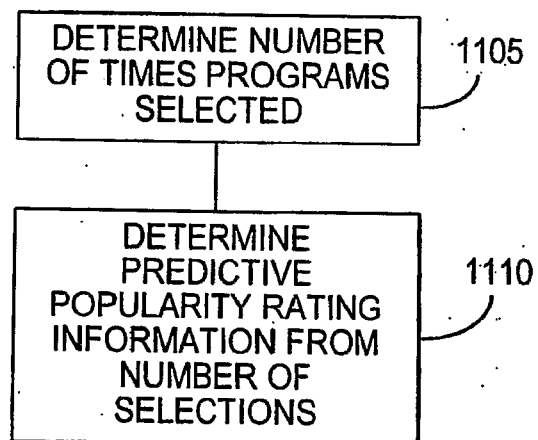 DETERMINE NUMBER
OF TIMES PROGRAMS
SELECTED
1105
DETERMINE
PREDICTIVE
POPULARITY RATING
INFORMATION FROM
NUMBER OF
SELECTIONS
1110